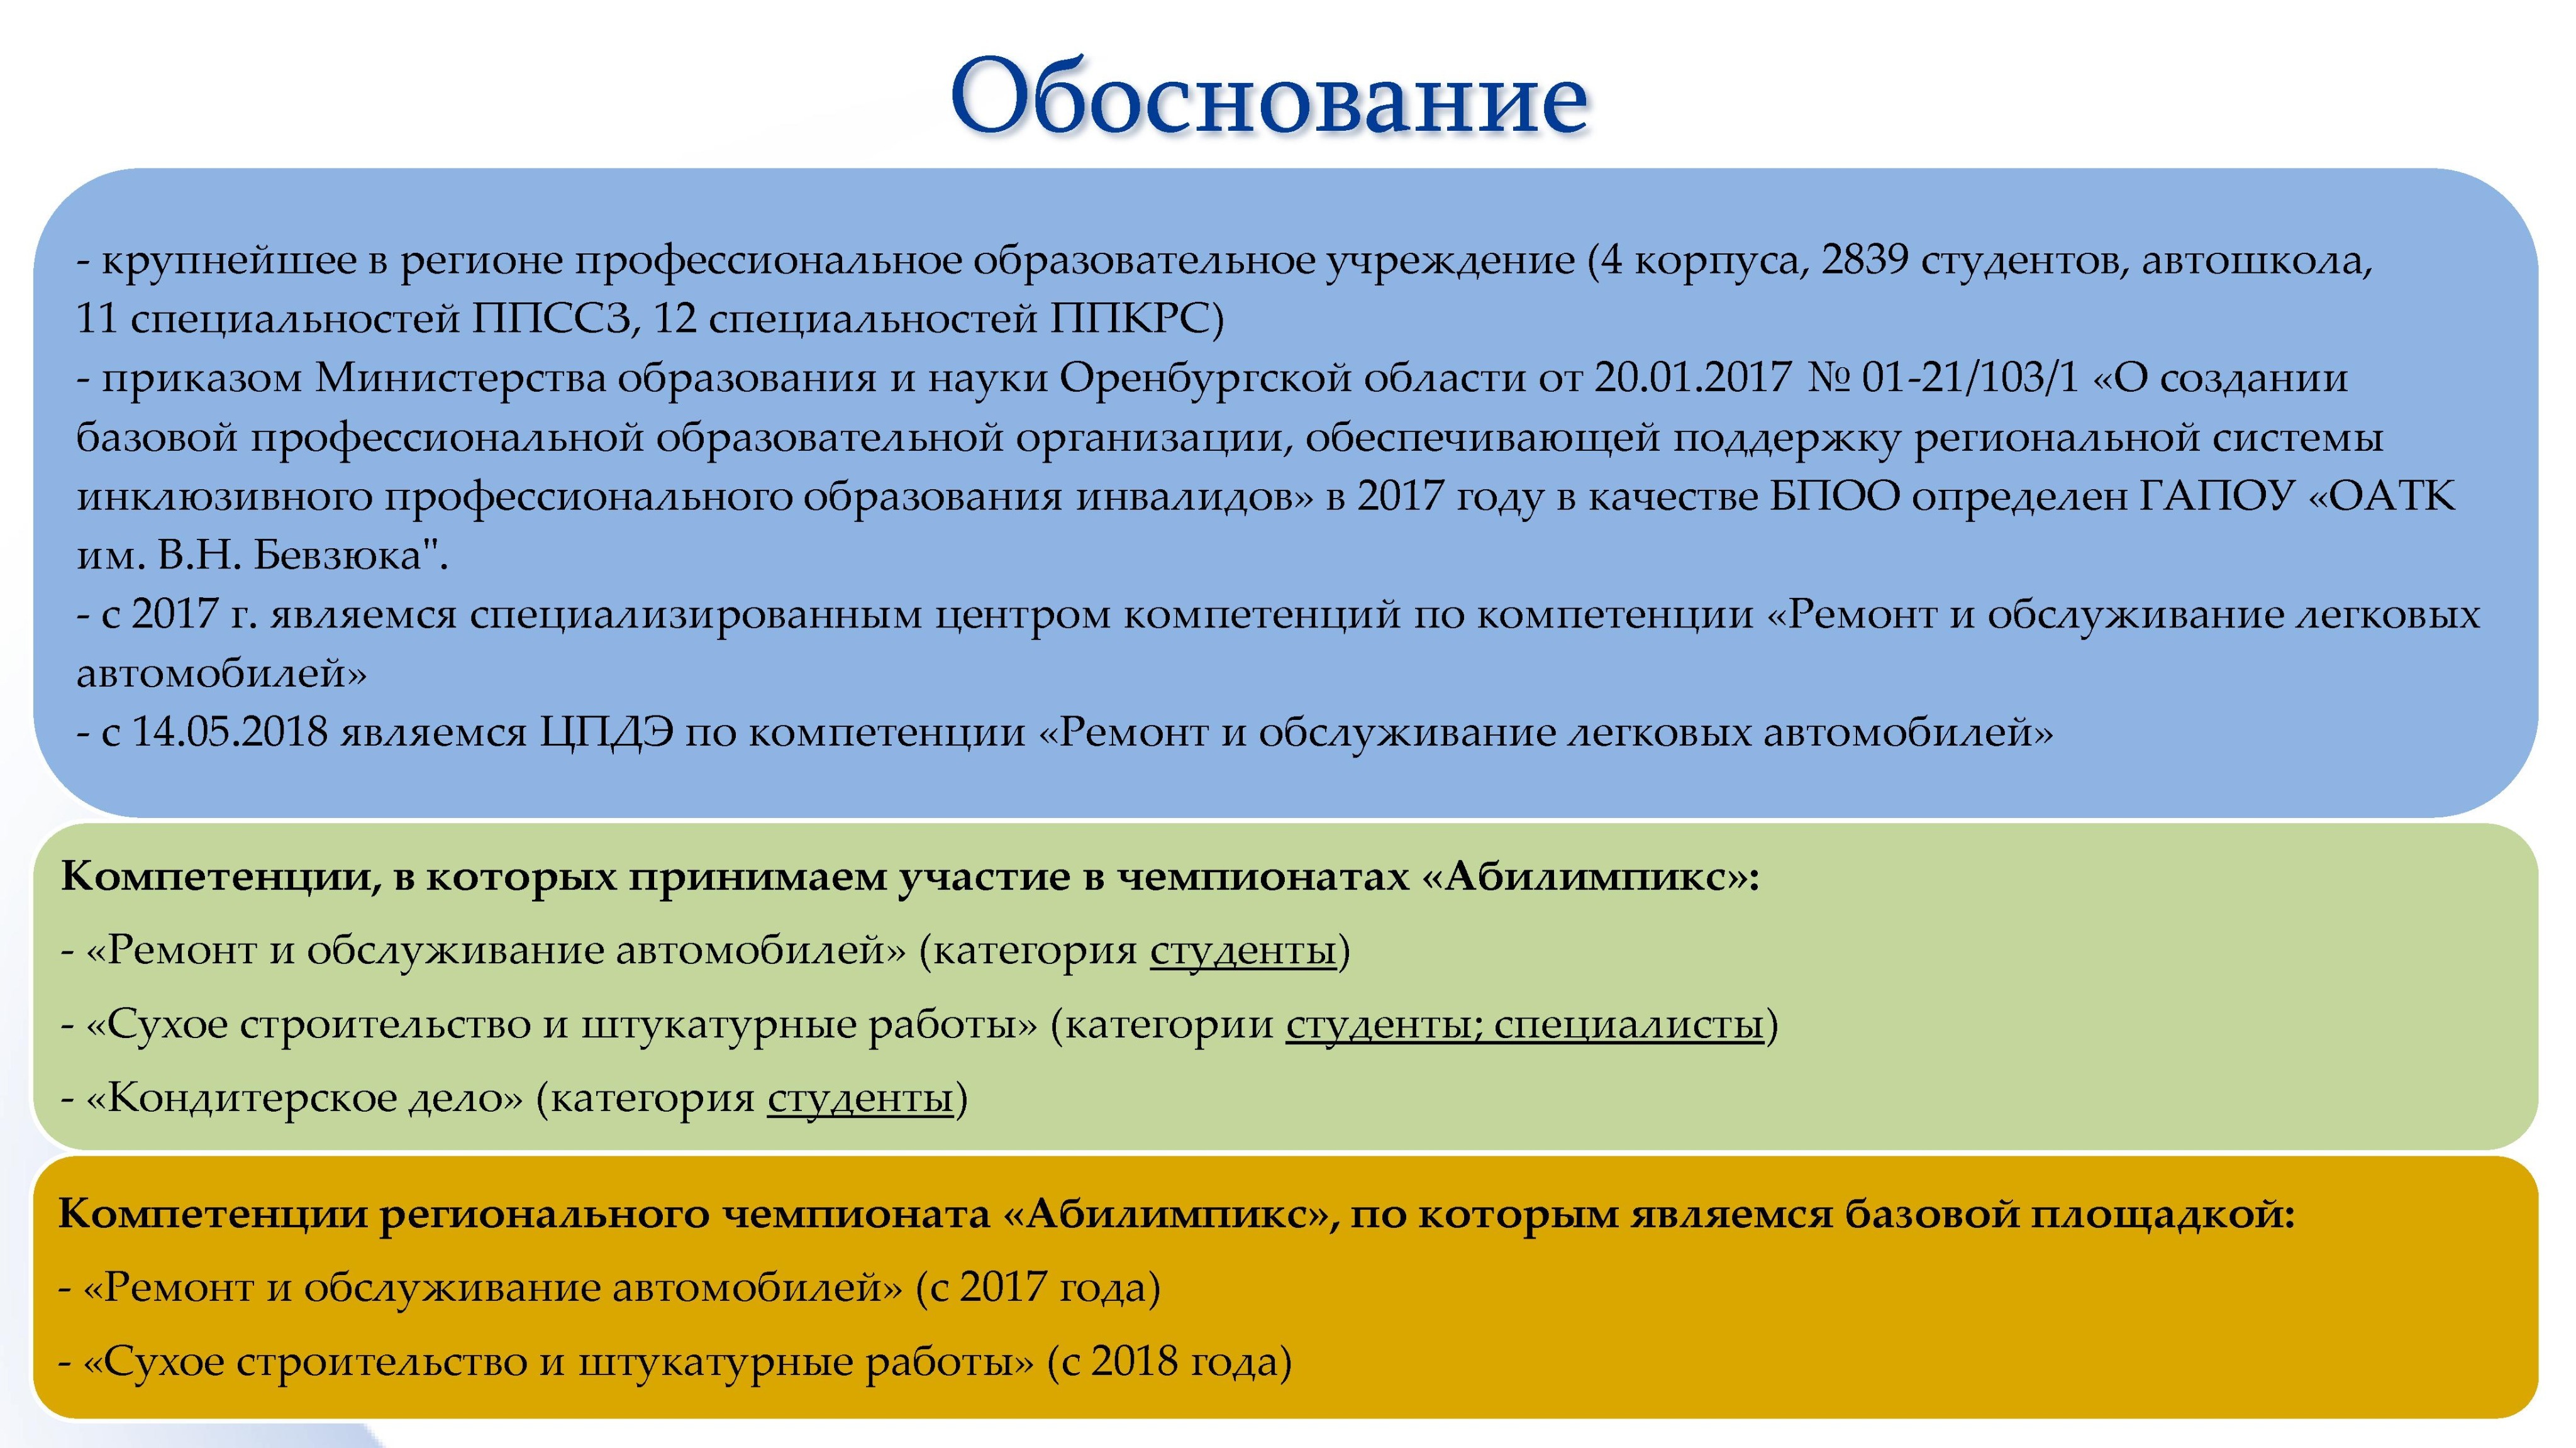 Обоснование
- крупнейшее в регионе профессиональное образовательное учреждение (4 корпуса, 2839 студентов, автошкола,
11 специальностей ППССЗ, 12 специальностей ППКРС)
- приказом Министерства образования и науки Оренбургской области от 20.01.2017 № 01-21/103/1 «О создании
базовой профессиональной образовательной организации, обеспечивающей поддержку региональной системы
инклюзивного профессионального образования инвалидов» в 2017 году в качестве БПОО определен ГАПОУ «ОАТК
им. В.Н. Бевзюка".
- с 2017 г. являемся специализированным центром компетенций по компетенции «Ремонт и обслуживание легковых
автомобилей»
- с 14.05.2018 являемся ЦПДЭ по компетенции «Ремонт и обслуживание легковых автомобилей»
Компетенции, в которых принимаем участие в чемпионатах «Абилимпикс»:
- «Ремонт и обслуживание автомобилей» (категория студенты)
- «Сухое строительство и штукатурные работы» (категории студенты; специалисты)
- «Кондитерское дело» (категория студенты)
Компетенции регионального чемпионата «Абилимпикс», по которым являемся базовой площадкой:
- «Ремонт и обслуживание автомобилей» (с 2017 года)
- «Сухое строительство и штукатурные работы» (с 2018 года)